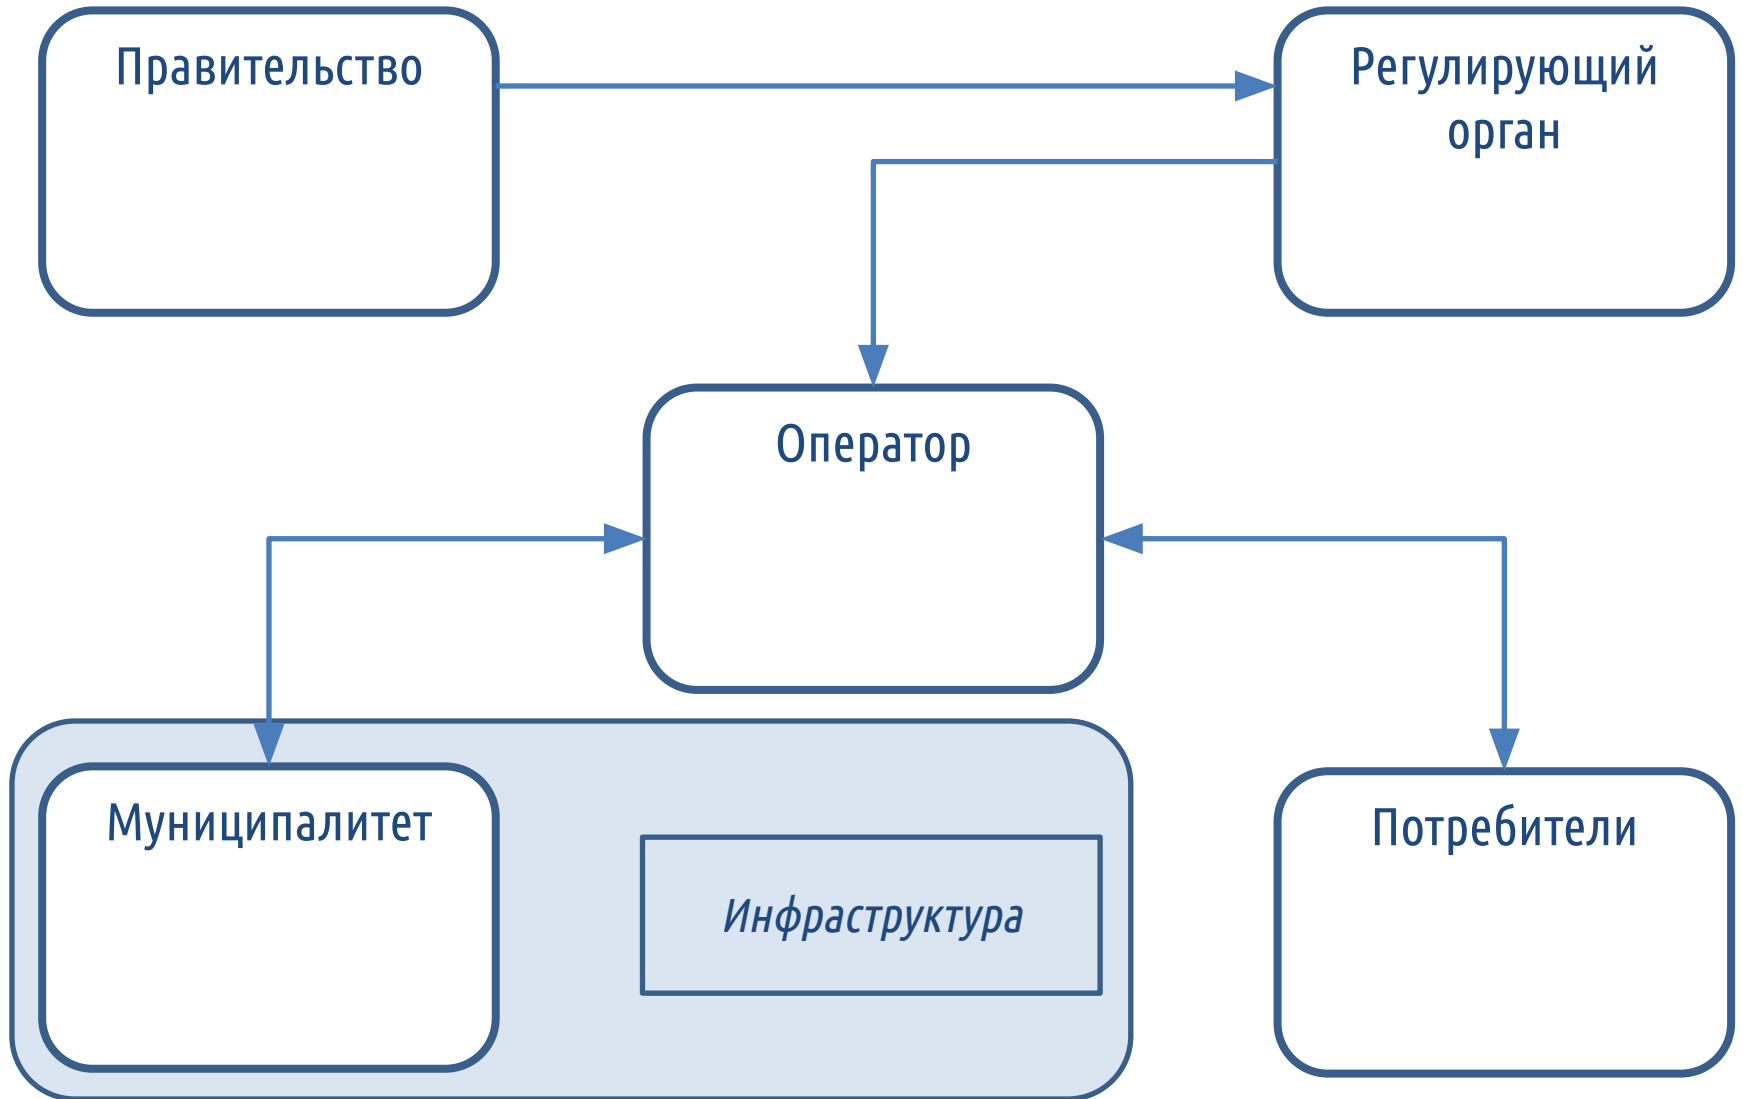 Правительство
Регулирующий
орган
Оператор
Муниципалитет
Инфраструктура
Потребители